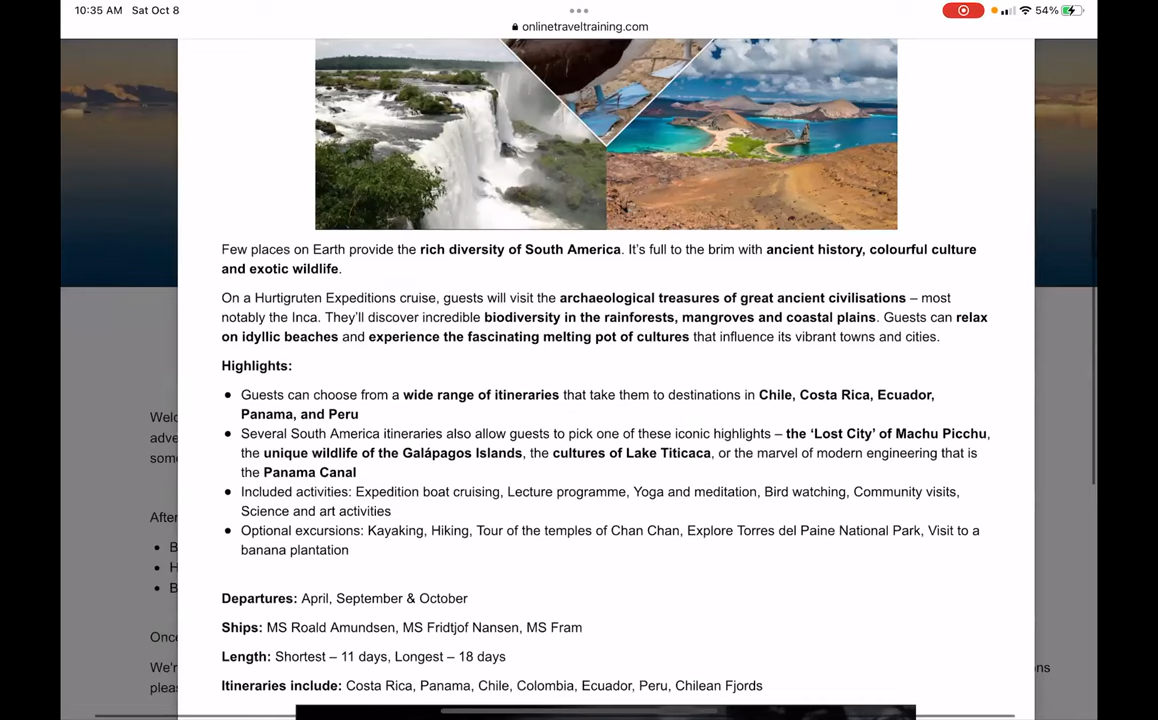 10:35 AM Sat Oct 8
54%
onlinetraveltraining.com
Few places on Earth provide the rich diversity of South America. It's full to the brim with ancient history, colourful culture
and exotic wildlife.
On a Hurtigruten Expeditions cruise, guests will visit the archaeological treasures of great ancient civilisations – most
notably the Inca. They'll discover incredible biodiversity in the rainforests, mangroves and coastal plains. Guests can relax
on idyllic beaches and experience the fascinating melting pot of cultures that influence its vibrant towns and cities.
Highlights:
● Guests can choose from a wide range of itineraries that take them to destinations in Chile, Costa Rica, Ecuador,
Panama, and Peru
● Several South America itineraries also allow guests to pick one of these iconic highlights – the 'Lost City' of Machu Picchu,
the unique wildlife of the Galápagos Islands, the cultures of Lake Titicaca, or the marvel of modern engineering that is
the Panama Canal
● Included activities: Expedition boat cruising, Lecture programme, Yoga and meditation, Bird watching, Community visits,
Science and art activities
● Optional excursions: Kayaking, Hiking, Tour of the temples of Chan Chan, Explore Torres del Paine National Park, Visit to a
banana plantation
Departures: April, September & October
Ships: MS Roald Amundsen, MS Fridtjof Nansen, MS Fram
Length: Shortest – 11 days, Longest – 18 days
Itineraries include: Costa Rica, Panama, Chile, Colombia, Ecuador, Peru, Chilean Fjords
Welc
adve
som
After
• B
• H
• B
Once
We're
plea
ns